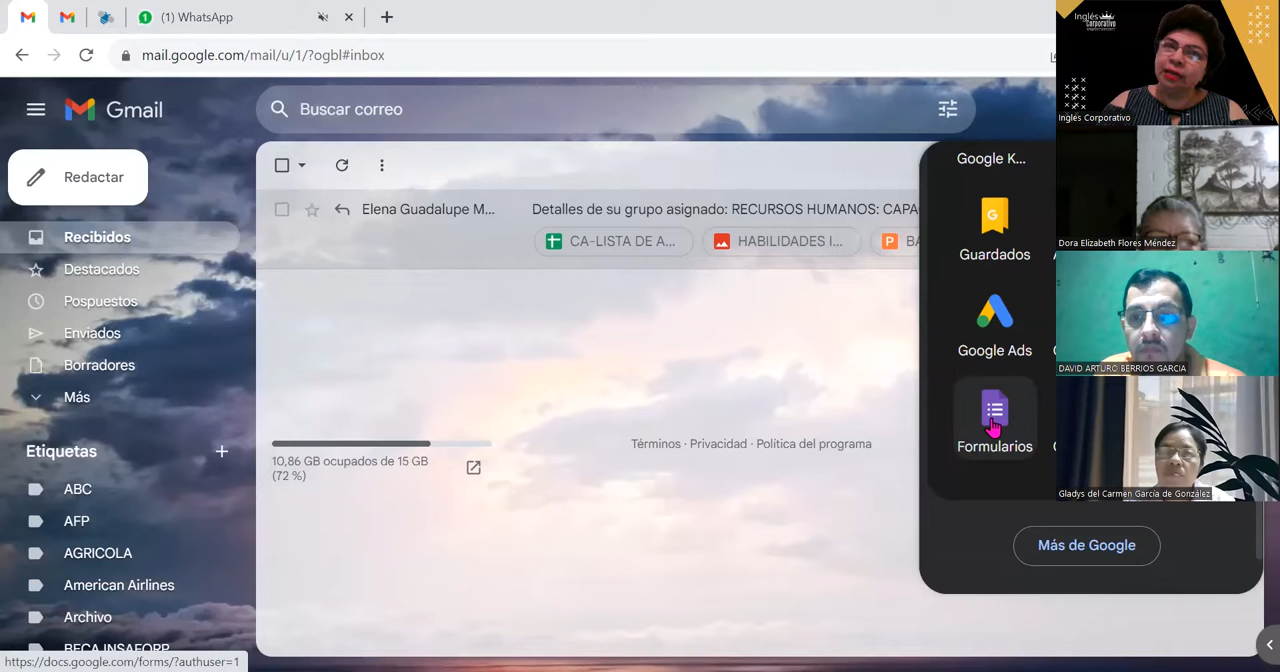 (1) WhatsApp
mail.google.com/mail/u/1/?ogbl#inbox
Gmail
Buscar correo
Redactar
Recibidos
Destacados
Pospuestos
Enviados
Borradores
Más
Etiquetas
ABC
AFP
AGRICOLA
American Airlines
Archivo
BECA INSAFORP
https://docs.google.com/forms/?authuser=1
Elena Guadalupe M...
Detalles de su grupo asignado: RECURSOS HUMANOS: CAPA
CA-LISTA DE A...
HABILIDADES I...
BA
10,86 GB ocupados de 15 GB
(72 %)
Términos · Privacidad · Política del programa
Google K...
Guardados
Google Ads
Formularios
Más de Google
Inglés
Corporativo
Inglés Corporativo
Dora Elizabeth Flores Méndez
DAVID ARTURO BERRIOS GARCIA
Gladys del Carmen García de González